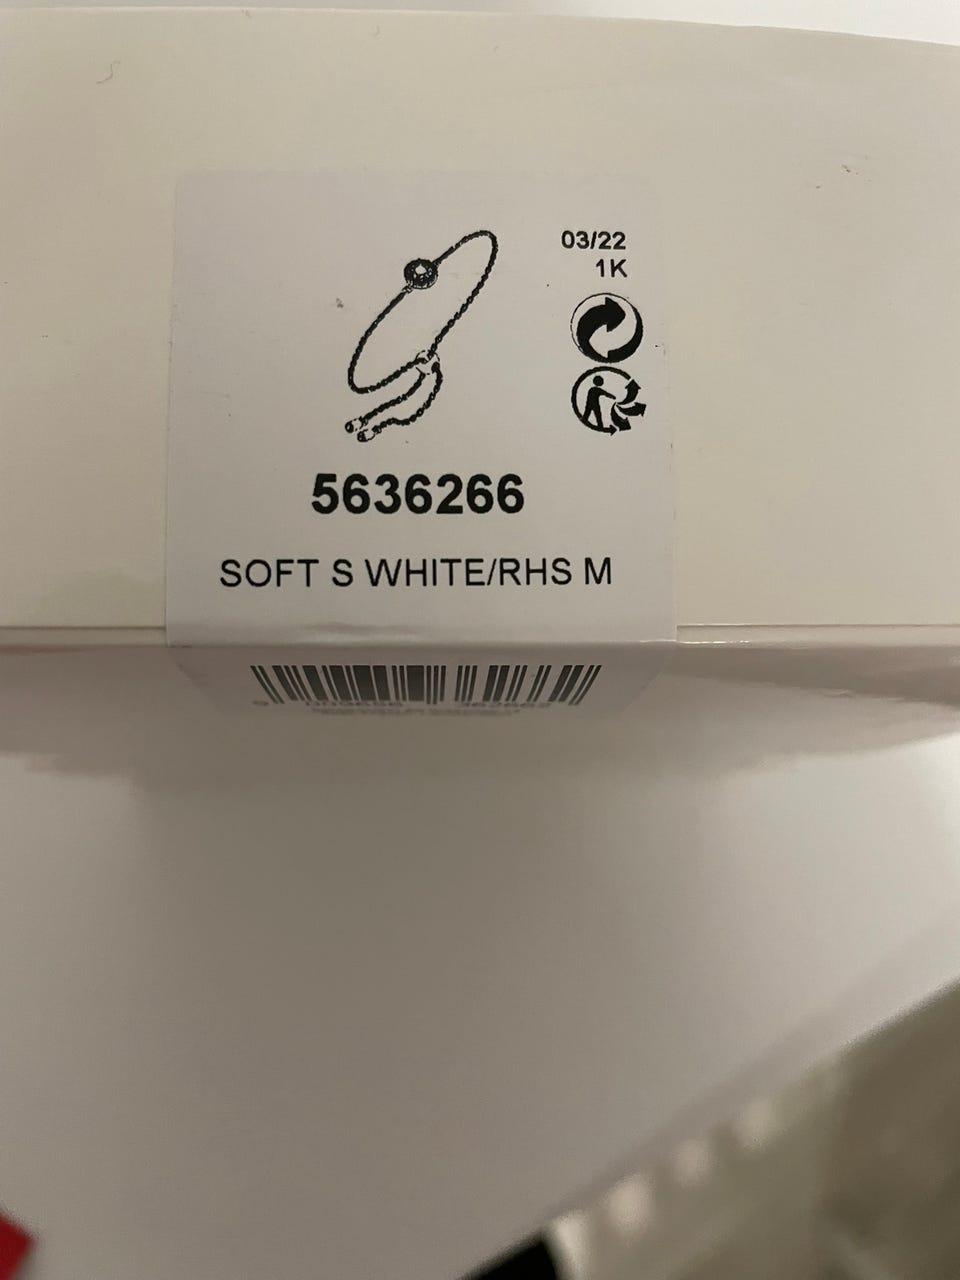 03/22
1K
5636266
SOFT S WHITE/RHS M